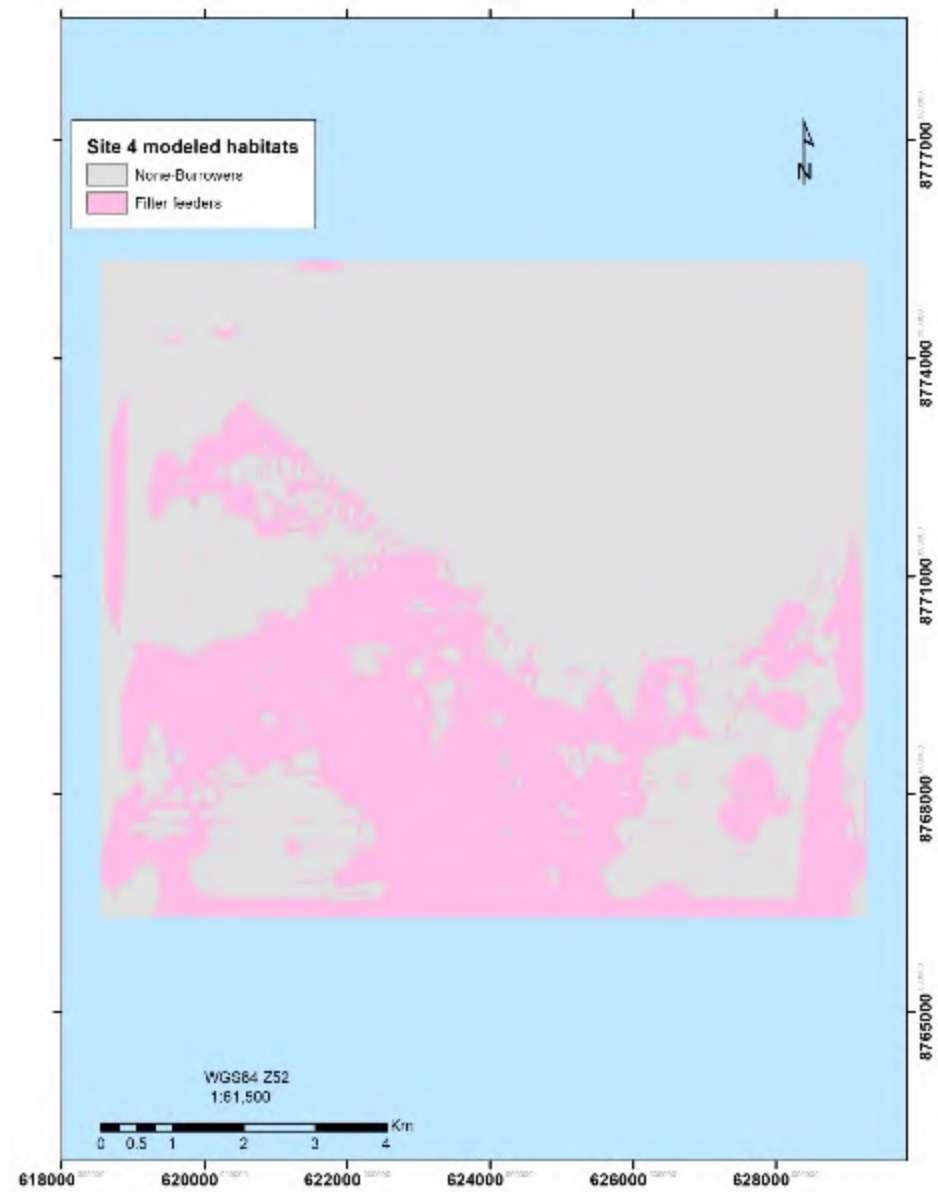 Site 4 modeled habitats
None-Burrowers
Filter feeders
N
8777000
8774000
8771000
8768000
8765000
WGS84 Z52
1:61,500
Km
0 0.5 1 2 3 4
618000 620000 622000 624000 626000 628000